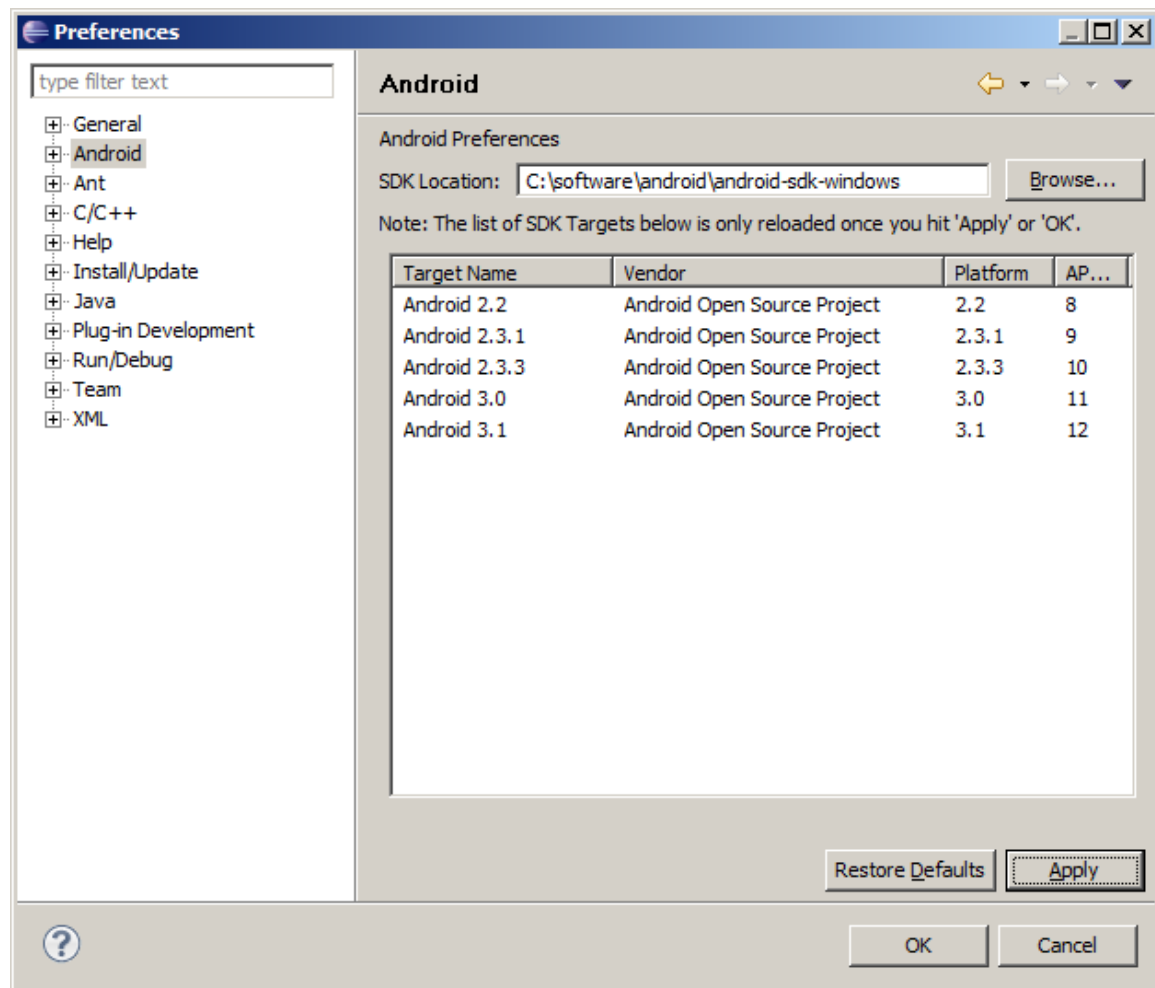 Preferences
type filter text
General
Android
Ant
C/C++
Help
Install/Update
Java
Plug-in Development
Run/Debug
Team
XML
Android
Android Preferences
SDK Location: C:\software\android\android-sdk-windows Browse...
Note: The list of SDK Targets below is only reloaded once you hit 'Apply' or 'OK'.
Target Name Vendor Platform AP...
Android 2.2 Android Open Source Project 2.2 8
Android 2.3.1 Android Open Source Project 2.3.1 9
Android 2.3.3 Android Open Source Project 2.3.3 10
Android 3.0 Android Open Source Project 3.0 11
Android 3.1 Android Open Source Project 3.1 12
Restore Defaults Apply
? OK Cancel